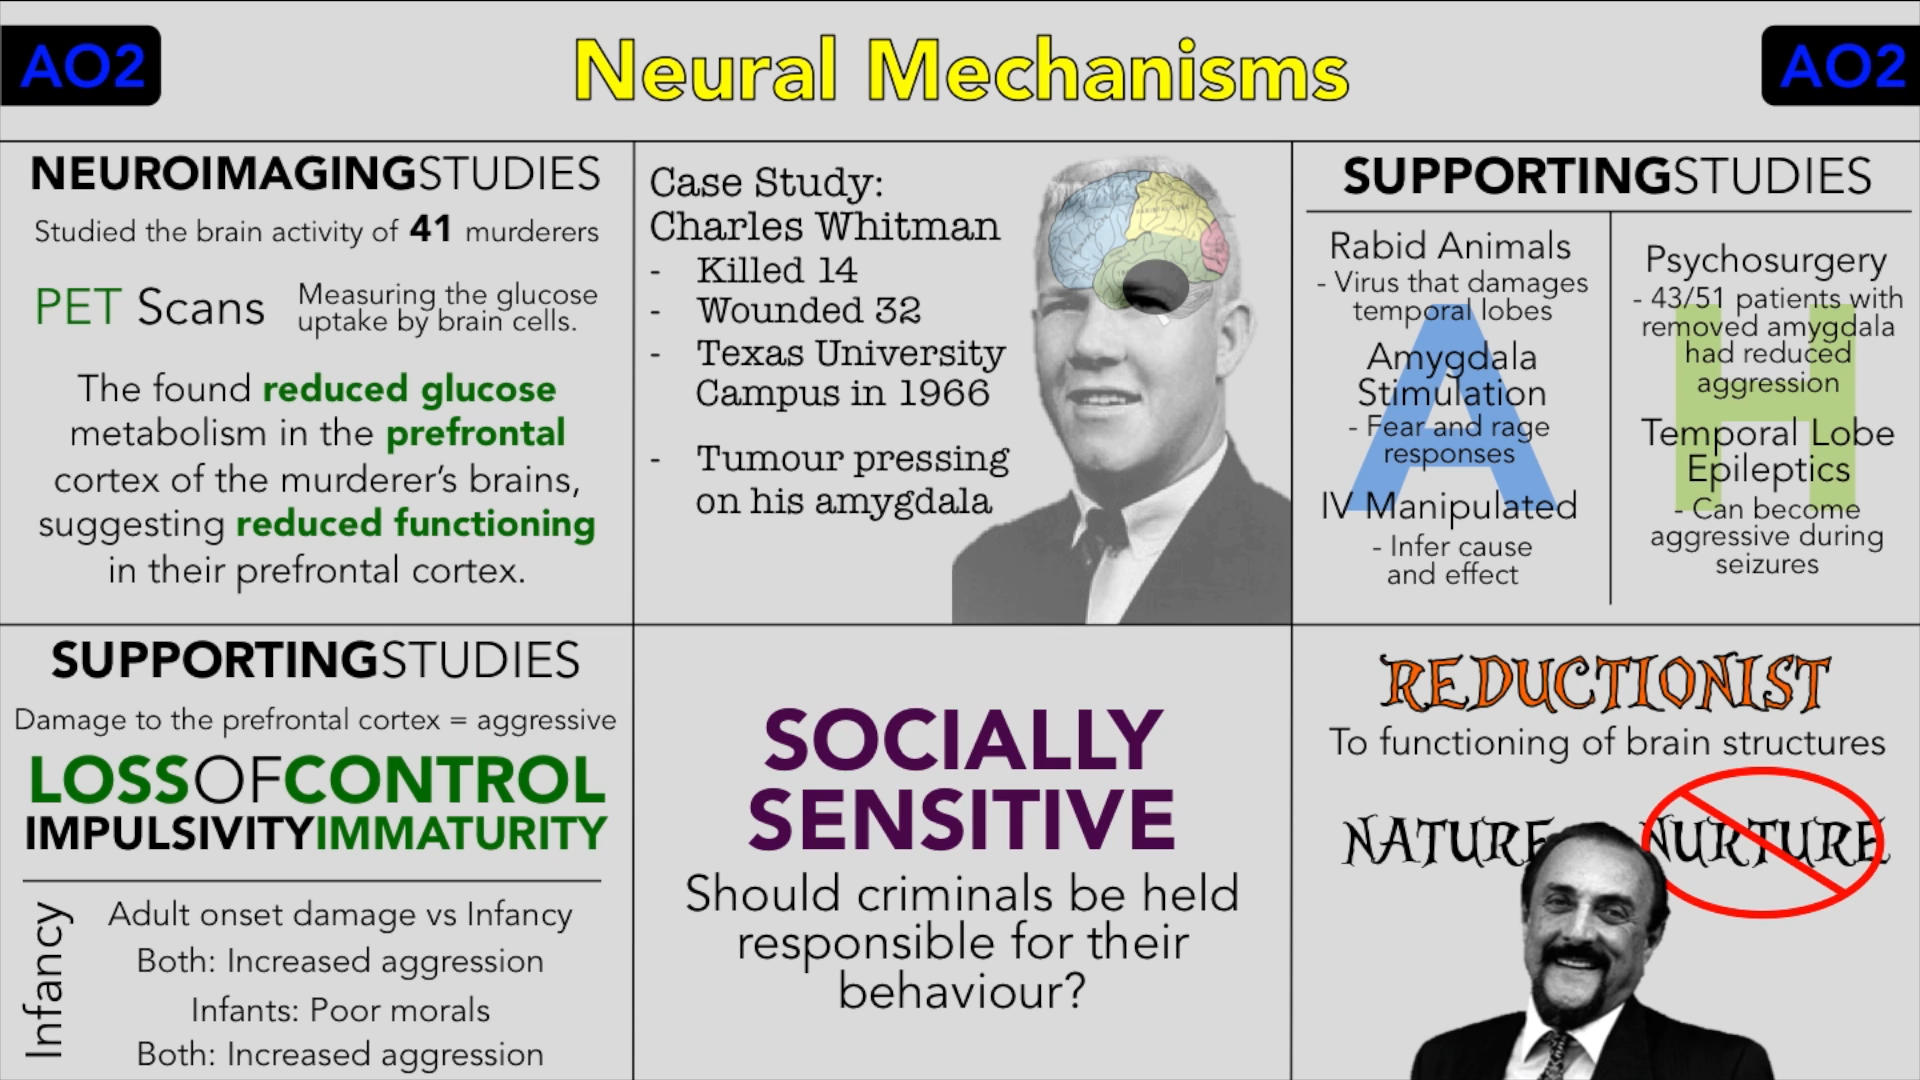 AO2
Neural Mechanisms
AO2
NEUROIMAGINGSTUDIES
Studied the brain activity of 41 murderers
PET Scans
Measuring the glucose
uptake by brain cells.
The found reduced glucose
metabolism in the prefrontal
cortex of the murderer's brains,
suggesting reduced functioning
in their prefrontal cortex.
Case Study:
Charles Whitman
- Killed 14
- Wounded 32
- Texas University
Campus in 1966
- Tumour pressing
on his amygdala
SUPPORTINGSTUDIES
A
Rabid Animals
- Virus that damages
temporal lobes
Amygdala
Stimulation
- Fear and rage
responses
IV Manipulated
- Infer cause
and effect
H
Psychosurgery
- 43/51 patients with
removed amygdala
had reduced
aggression
Temporal Lobe
Epileptics
- Can become
aggressive during
seizures
SUPPORTINGSTUDIES
Damage to the prefrontal cortex = aggressive
LOSSOFCONTROL
IMPULSIVITYIMMATURITY
Infancy
Adult onset damage vs Infancy
Both: Increased aggression
Infants: Poor morals
Both: Increased aggression
SOCIALLY
SENSITIVE
Should criminals be held
responsible for their
behaviour?
REDUCTIONIST
To functioning of brain structures
NATURE NURTURE